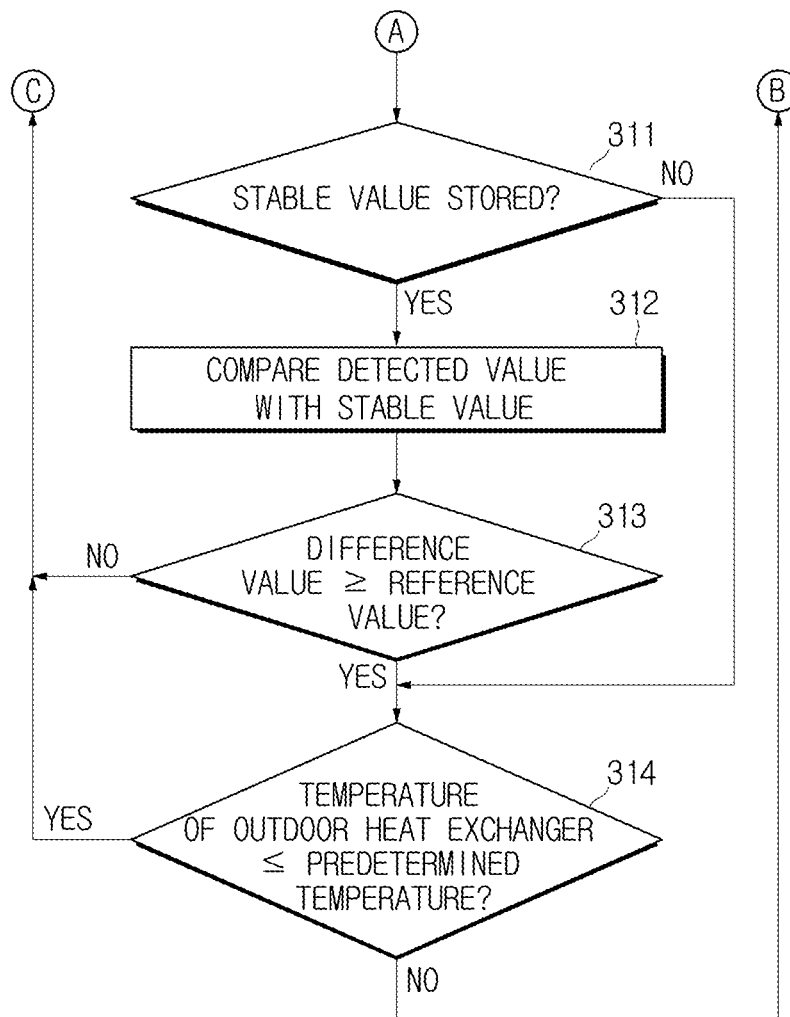 A
C
B
311
STABLE VALUE STORED?
NO
YES
312
COMPARE DETECTED VALUE
WITH STABLE VALUE
313
DIFFERENCE
VALUE ≥ REFERENCE
VALUE?
NO
YES
314
TEMPERATURE
OF OUTDOOR HEAT EXCHANGER
≤ PREDETERMINED
TEMPERATURE?
YES
NO